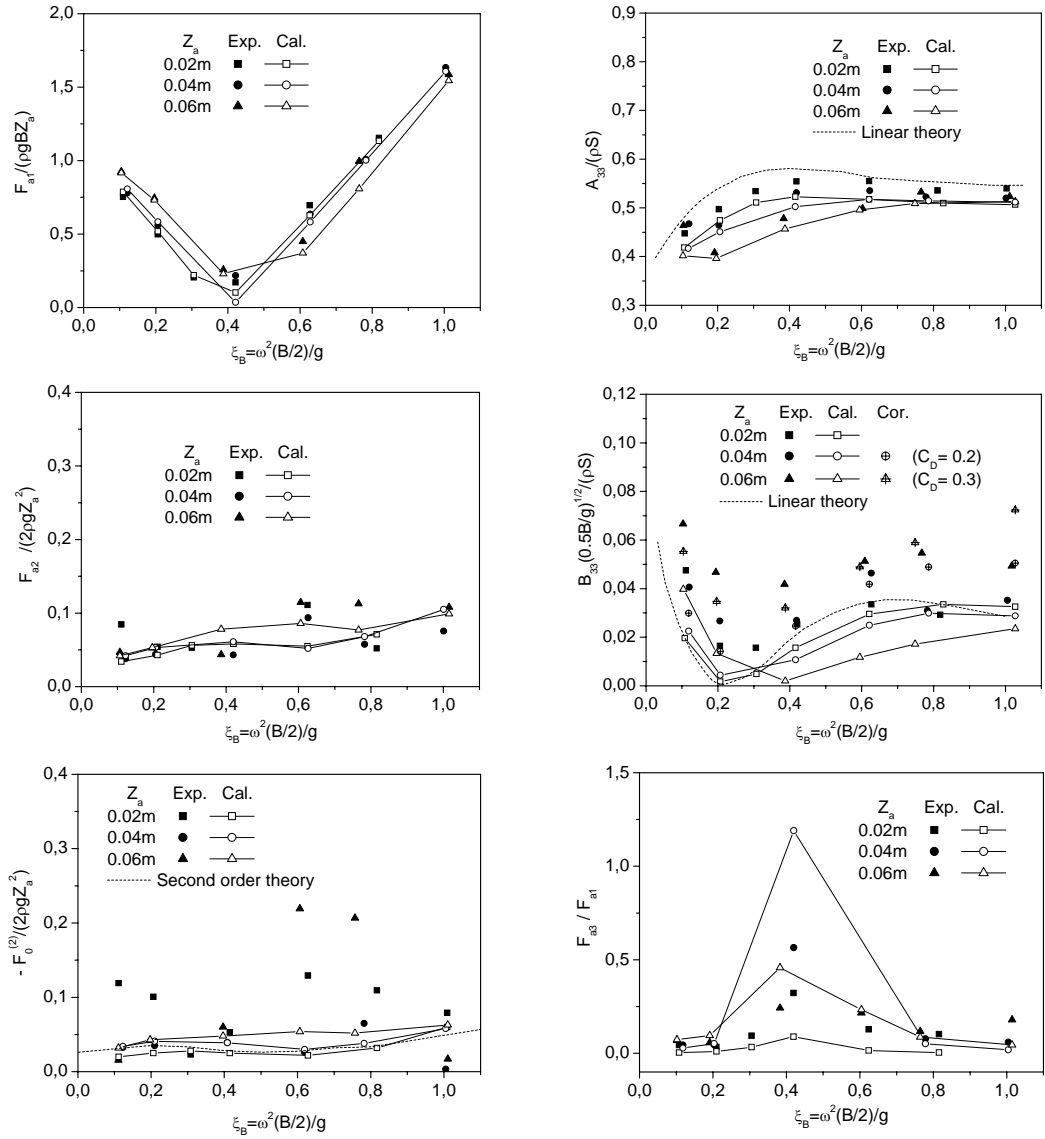 2,0
1,5
1,0
0,5
0,0
F_a1/(ρgBZ_a)
Z_a Exp. Cal.
0.02m
0.04m
0.06m
0,0 0,2 0,4 0,6 0,8 1,0
ξ_B=ω²(B/2)/g
0,9
0,8
0,7
0,6
0,5
0,4
0,3
A_33/(ρS)
Z_a Exp. Cal.
0.02m
0.04m
0.06m
Linear theory
0,0 0,2 0,4 0,6 0,8 1,0
ξ_B=ω²(B/2)/g
0,4
0,3
0,2
0,1
0,0
F_a2 /(2ρgZ_a²)
Z_a Exp. Cal.
0.02m
0.04m
0.06m
0,0 0,2 0,4 0,6 0,8 1,0
ξ_B=ω²(B/2)/g
0,12
0,10
0,08
0,06
0,04
0,02
0,00
B_33(0.5B/g)^1/2/(ρS)
Z_a Exp. Cal. Cor.
0.02m
0.04m (C_D= 0.2)
0.06m (C_D= 0.3)
Linear theory
0,0 0,2 0,4 0,6 0,8 1,0
ξ_B=ω²(B/2)/g
0,4
0,3
0,2
0,1
0,0
- F_0^(2)/(2ρgZ_a²)
Z_a Exp. Cal.
0.02m
0.04m
0.06m
Second order theory
0,0 0,2 0,4 0,6 0,8 1,0
ξ_B=ω²(B/2)/g
1,5
1,0
0,5
0,0
F_a3 / F_a1
Z_a Exp. Cal.
0.02m
0.04m
0.06m
0,0 0,2 0,4 0,6 0,8 1,0
ξ_B=ω²(B/2)/g